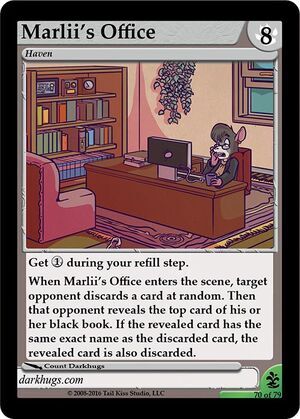 Marlii's Office
8
Haven
Get 1 during your refill step.
When Marlii's Office enters the scene, target
opponent discards a card at random. Then
that opponent reveals the top card of his or
her black book. If the revealed card has the
same exact name as the discarded card, the
revealed card is also discarded.
Count Darkhugs
darkhugs.com
70 of 79
© 2008-2016 Tail Kiss Studio, LLC